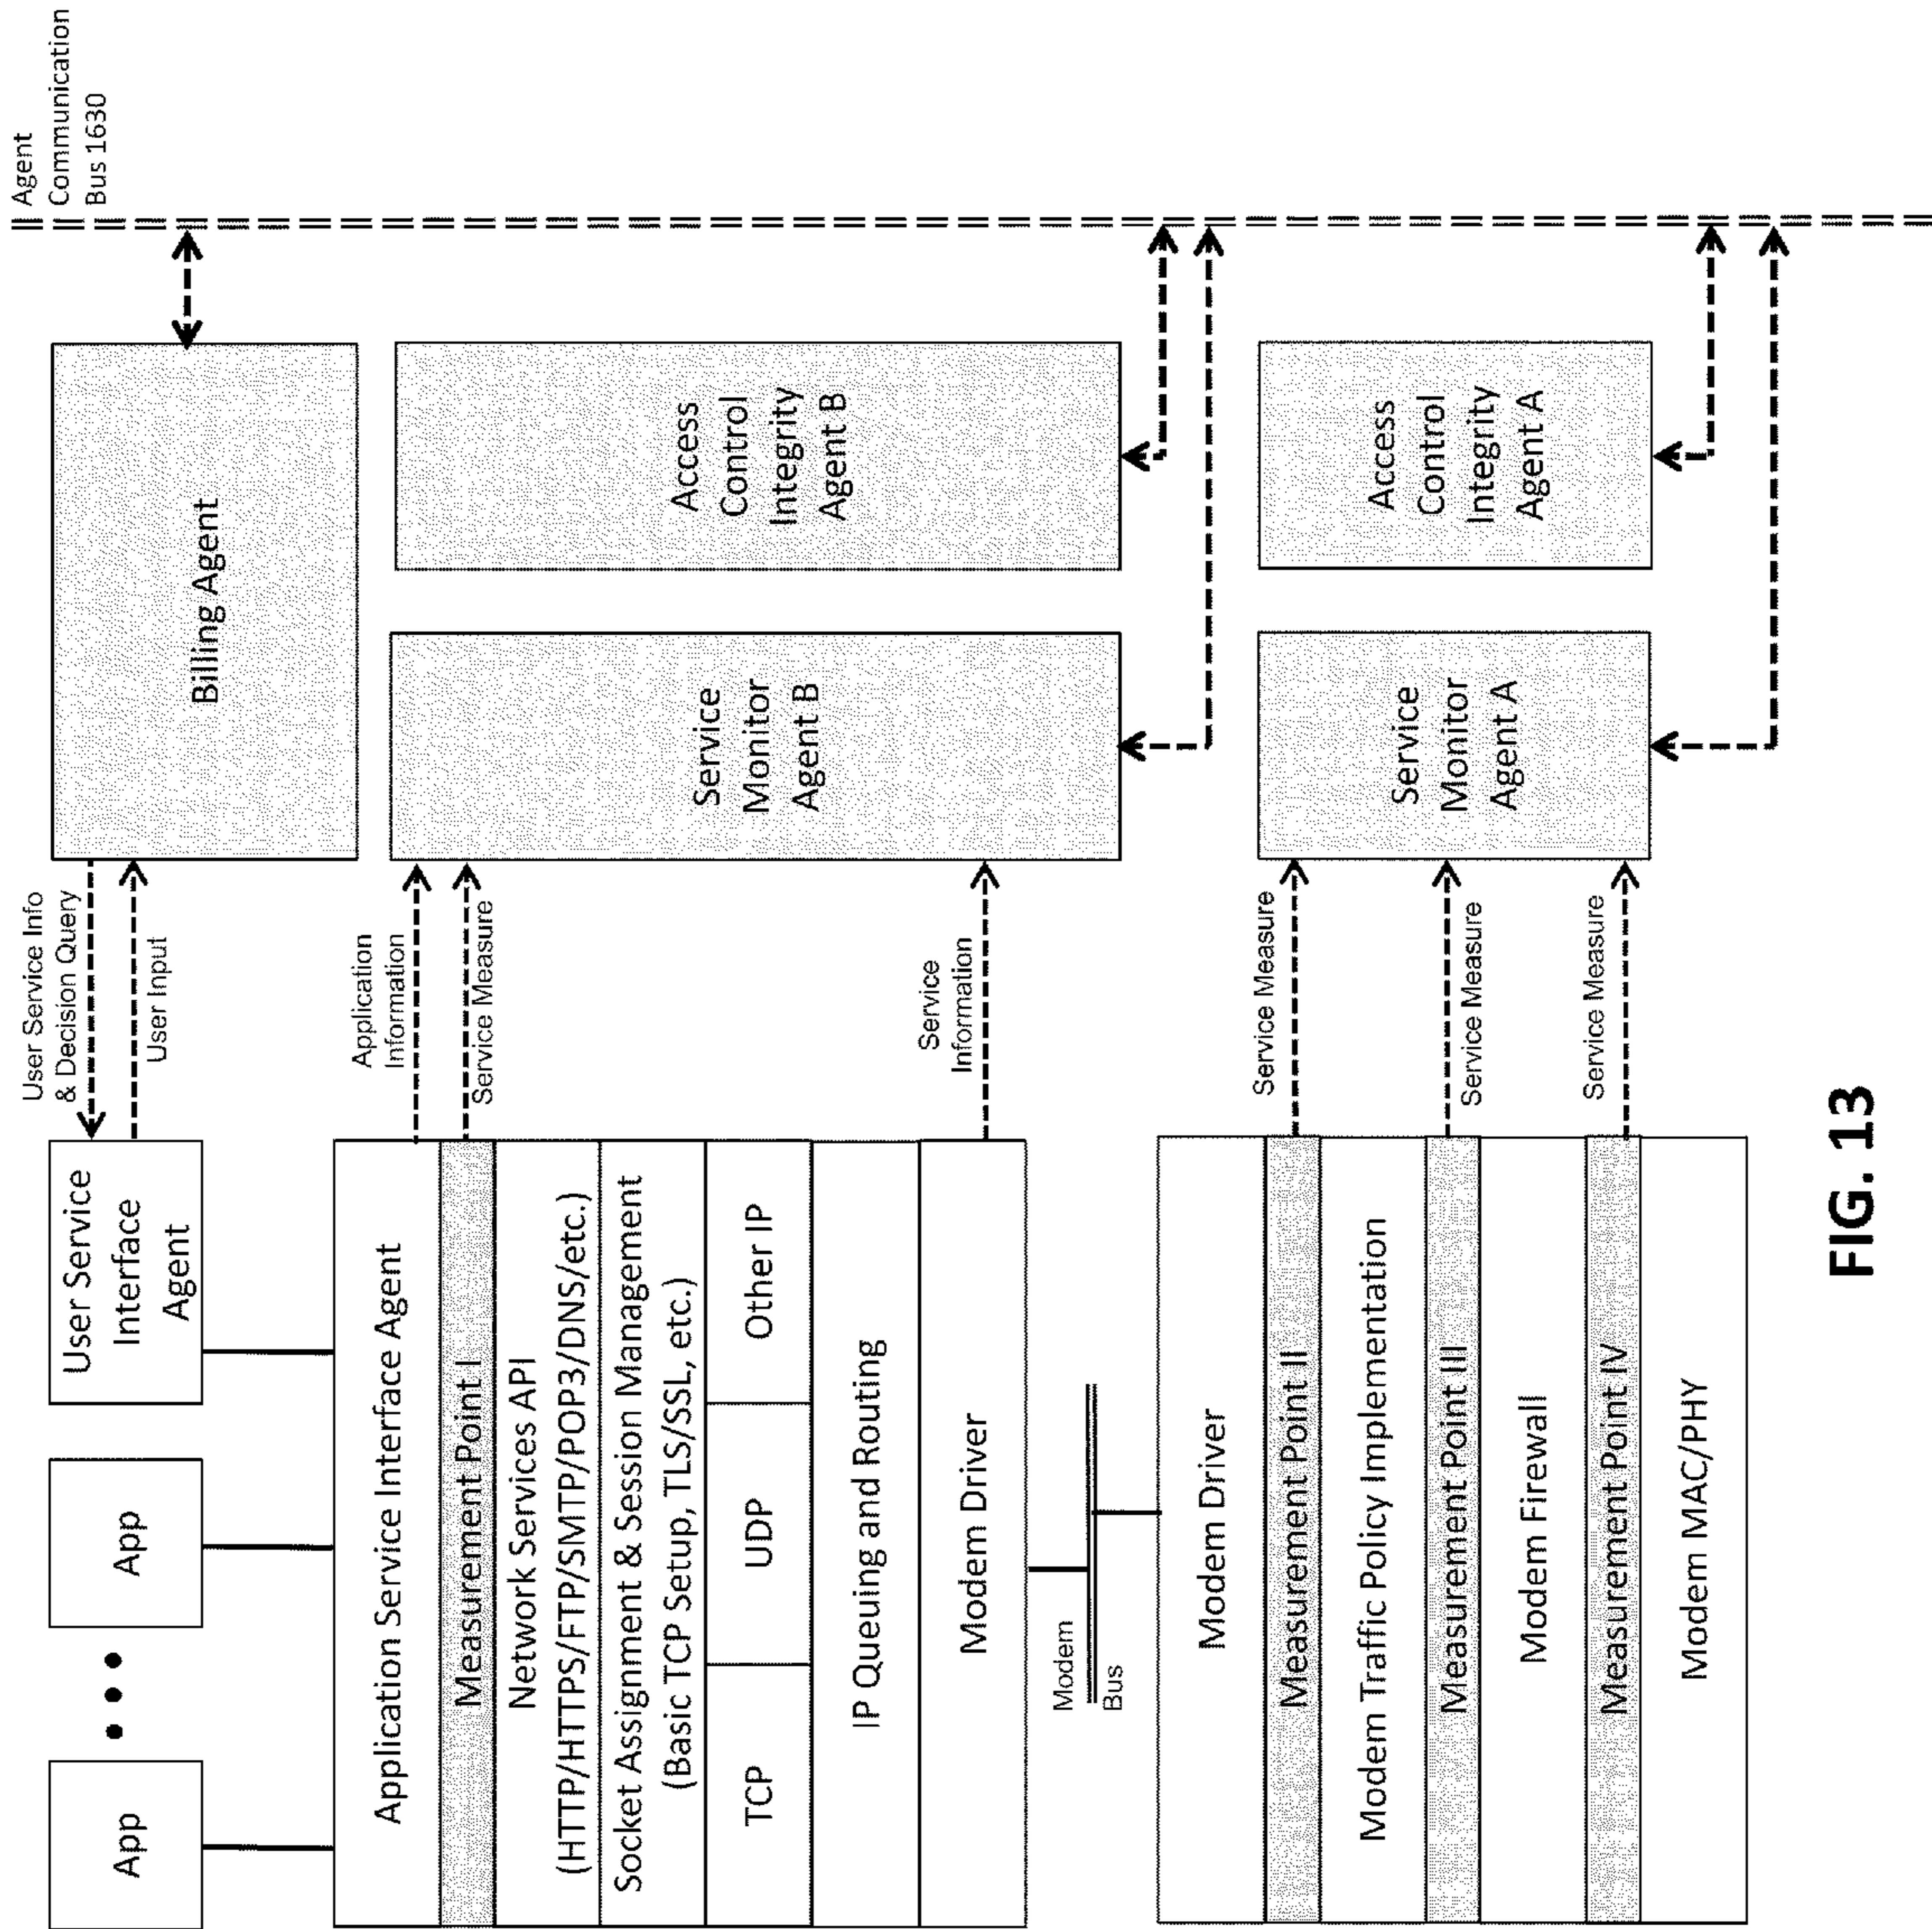 App
App
User Service
Interface
Agent
User Service Info
& Decision Query
User Input
Billing Agent
Agent
Communication
Bus 1630
Application Service Interface Agent
Measurement Point I
Network Services API
(HTTP/HTTPS/FTP/SMTP/POP3/DNS/etc.)
Socket Assignment & Session Management
(Basic TCP Setup, TLS/SSL, etc.)
TCP
UDP
Other IP
IP Queuing and Routing
Modem Driver
Application
Information
Service Measure
Service
Information
Service
Monitor
Agent B
Access
Control
Integrity
Agent B
Modem
Bus
Modem Driver
Measurement Point II
Modem Traffic Policy Implementation
Measurement Point III
Modem Firewall
Measurement Point IV
Modem MAC/PHY
Service Measure
Service Measure
Service Measure
Service
Monitor
Agent A
Access
Control
Integrity
Agent A
FIG. 13